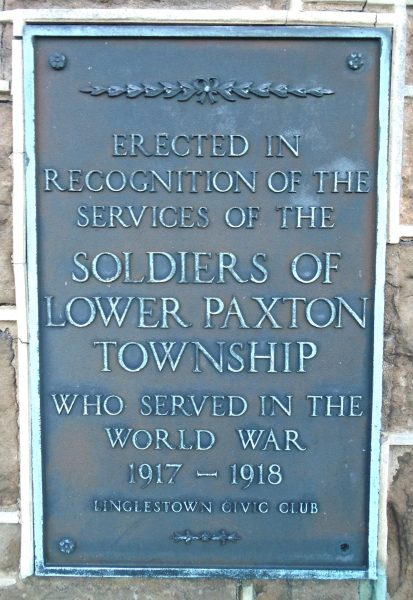 ERECTED IN
RECOGNITION OF THE
SERVICES OF THE
SOLDIERS OF
LOWER PAXTON
TOWNSHIP
WHO SERVED IN THE
WORLD WAR
1917 – 1918
LINGLESTOWN CIVIC CLUB